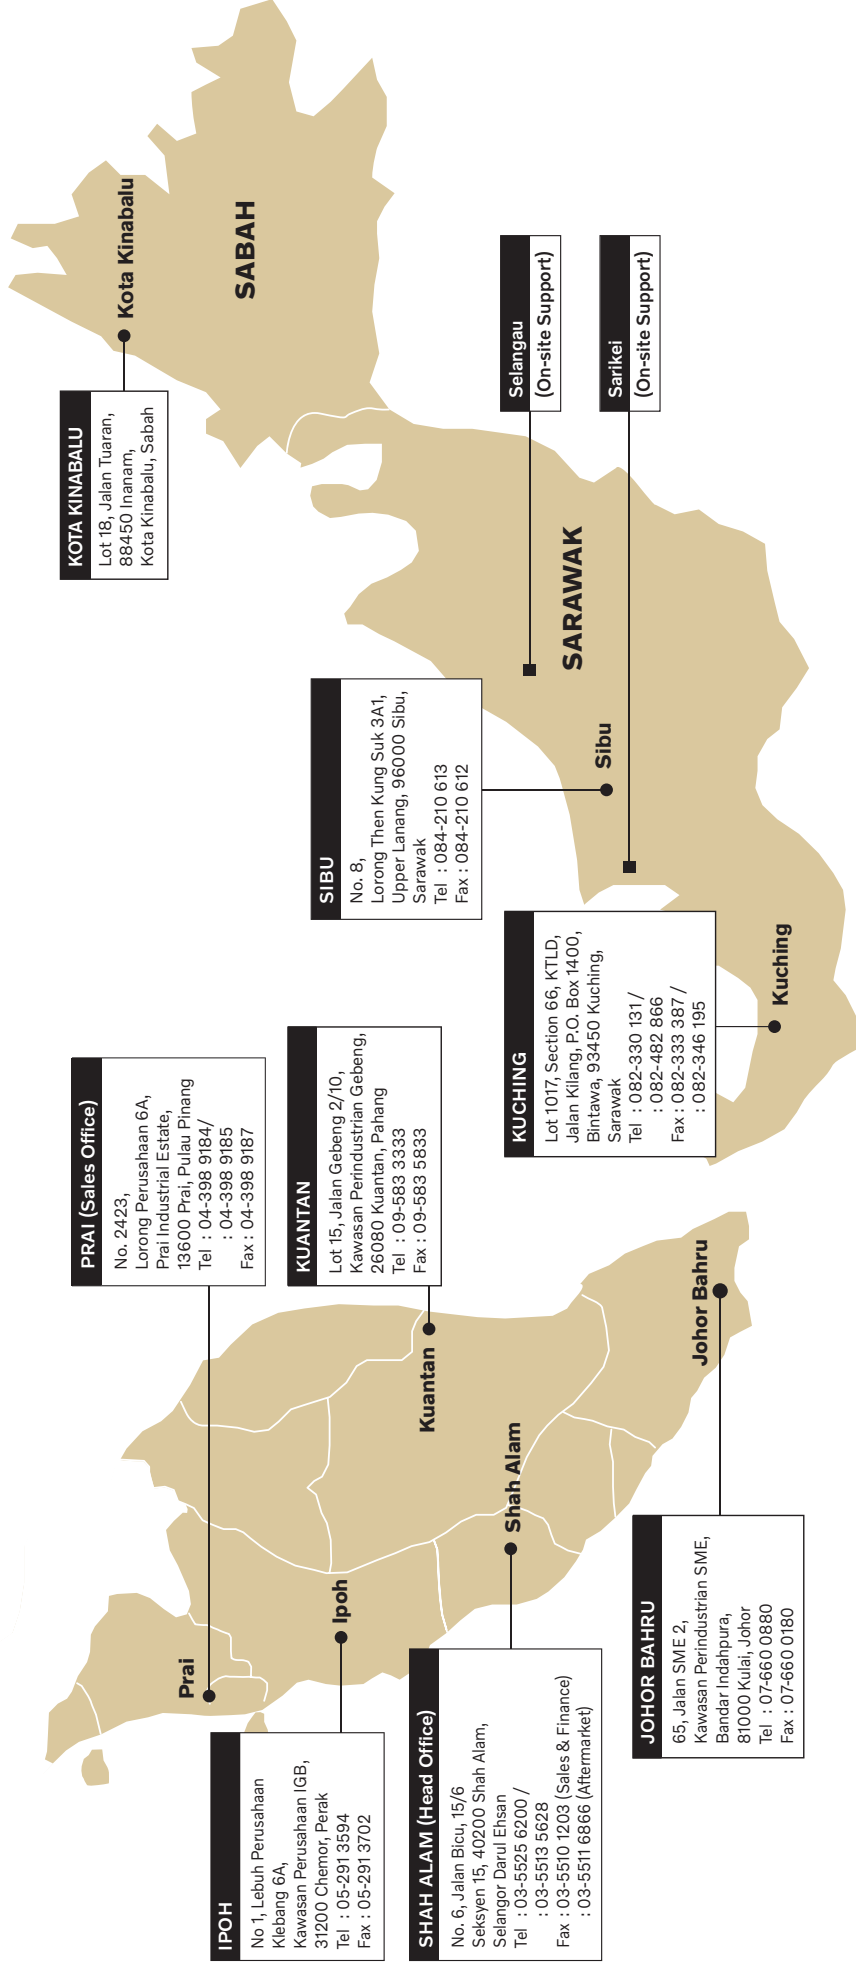 PRAI (Sales Office)
No. 2423,
Lorong Perusahaan 6A,
Prai Industrial Estate,
13600 Prai, Pulau Pinang
Tel : 04-398 9184/
: 04-398 9185
Fax : 04-398 9187
KUANTAN
Lot 15, Jalan Gebeng 2/10,
Kawasan Perindustrian Gebeng,
26080 Kuantan, Pahang
Tel : 09-583 3333
Fax : 09-583 5833
IPOH
No 1, Lebuh Perusahaan
Klebang 6A,
Kawasan Perusahaan IGB,
31200 Chemor, Perak
Tel : 05-291 3594
Fax : 05-291 3702
SHAH ALAM (Head Office)
No. 6, Jalan Bicu, 15/6
Seksyen 15, 40200 Shah Alam,
Selangor Darul Ehsan
Tel : 03-5525 6200 /
: 03-5513 5628
Fax : 03-5510 1203 (Sales & Finance)
: 03-5511 6866 (Aftermarket)
JOHOR BAHRU
65, Jalan SME 2,
Kawasan Perindustrian SME,
Bandar Indahpura,
81000 Kulai, Johor
Tel : 07-660 0880
Fax : 07-660 0180
Prai
Ipoh
Kuantan
Shah Alam
Johor Bahru
KOTA KINABALU
Lot 18, Jalan Tuaran,
88450 Inanam,
Kota Kinabalu, Sabah
SIBU
No. 8,
Lorong Then Kung Suk 3A1,
Upper Lanang, 96000 Sibu,
Sarawak
Tel : 084-210 613
Fax : 084-210 612
KUCHING
Lot 1017, Section 66, KTLD,
Jalan Kilang, P.O. Box 1400,
Bintawa, 93450 Kuching,
Sarawak
Tel : 082-330 131 /
: 082-482 866
Fax : 082-333 387 /
: 082-346 195
Kota Kinabalu
SABAH
Selangau
(On-site Support)
Sarikei
(On-site Support)
SARAWAK
Sibu
Kuching